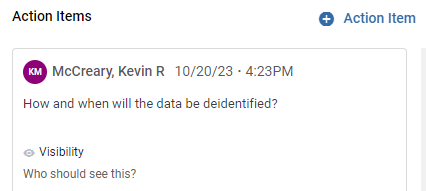 Action Items
Action Item
KM McCreary, Kevin R 10/20/23 · 4:23PM
How and when will the data be deidentified?
Visibility
Who should see this?